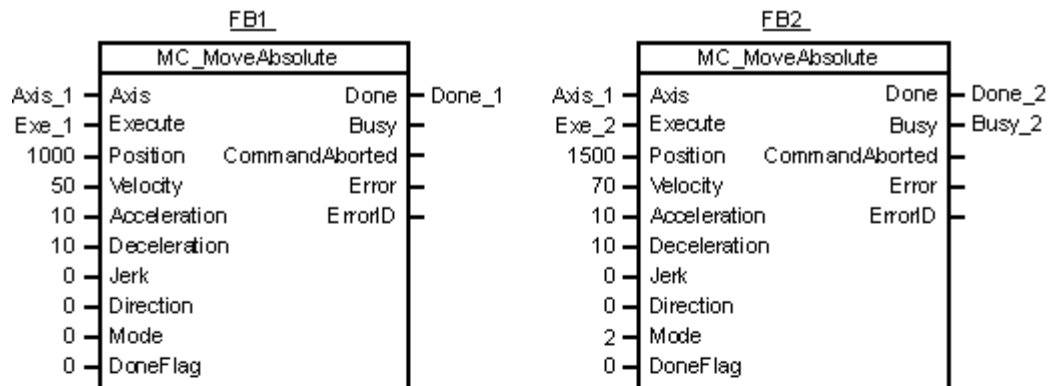 FB1 FB2
MC_MoveAbsolute MC_MoveAbsolute
Axis_1 Axis Done Done_1 Axis_1 Axis Done Done_2
Exe_1 Execute Busy Exe_2 Execute Busy Busy_2
1000 Position CommandAborted 1500 Position CommandAborted
50 Velocity Error 70 Velocity Error
10 Acceleration ErrorID 10 Acceleration ErrorID
10 Deceleration 10 Deceleration
0 Jerk 0 Jerk
0 Direction 0 Direction
0 Mode 2 Mode
0 DoneFlag 0 DoneFlag